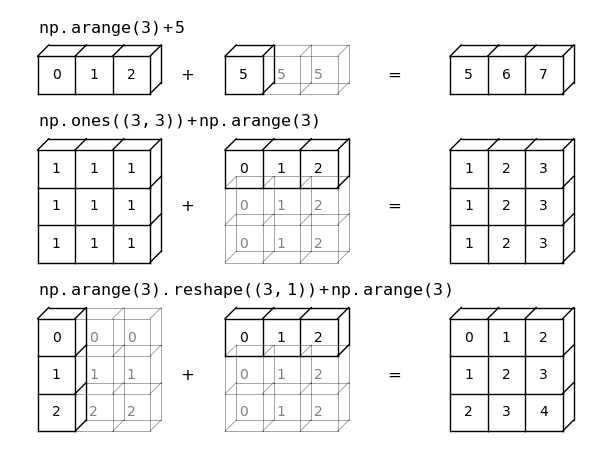 np.arange(3)+5
0 1 2 + 5 5 5 = 5 6 7
np.ones((3,3))+np.arange(3)
1 1 1 0 1 2 1 2 3
1 1 1 + 0 1 2 = 1 2 3
1 1 1 0 1 2 1 2 3
np.arange(3).reshape((3,1))+np.arange(3)
0 0 0 0 1 2 0 1 2
1 1 1 + 0 1 2 = 1 2 3
2 2 2 0 1 2 2 3 4